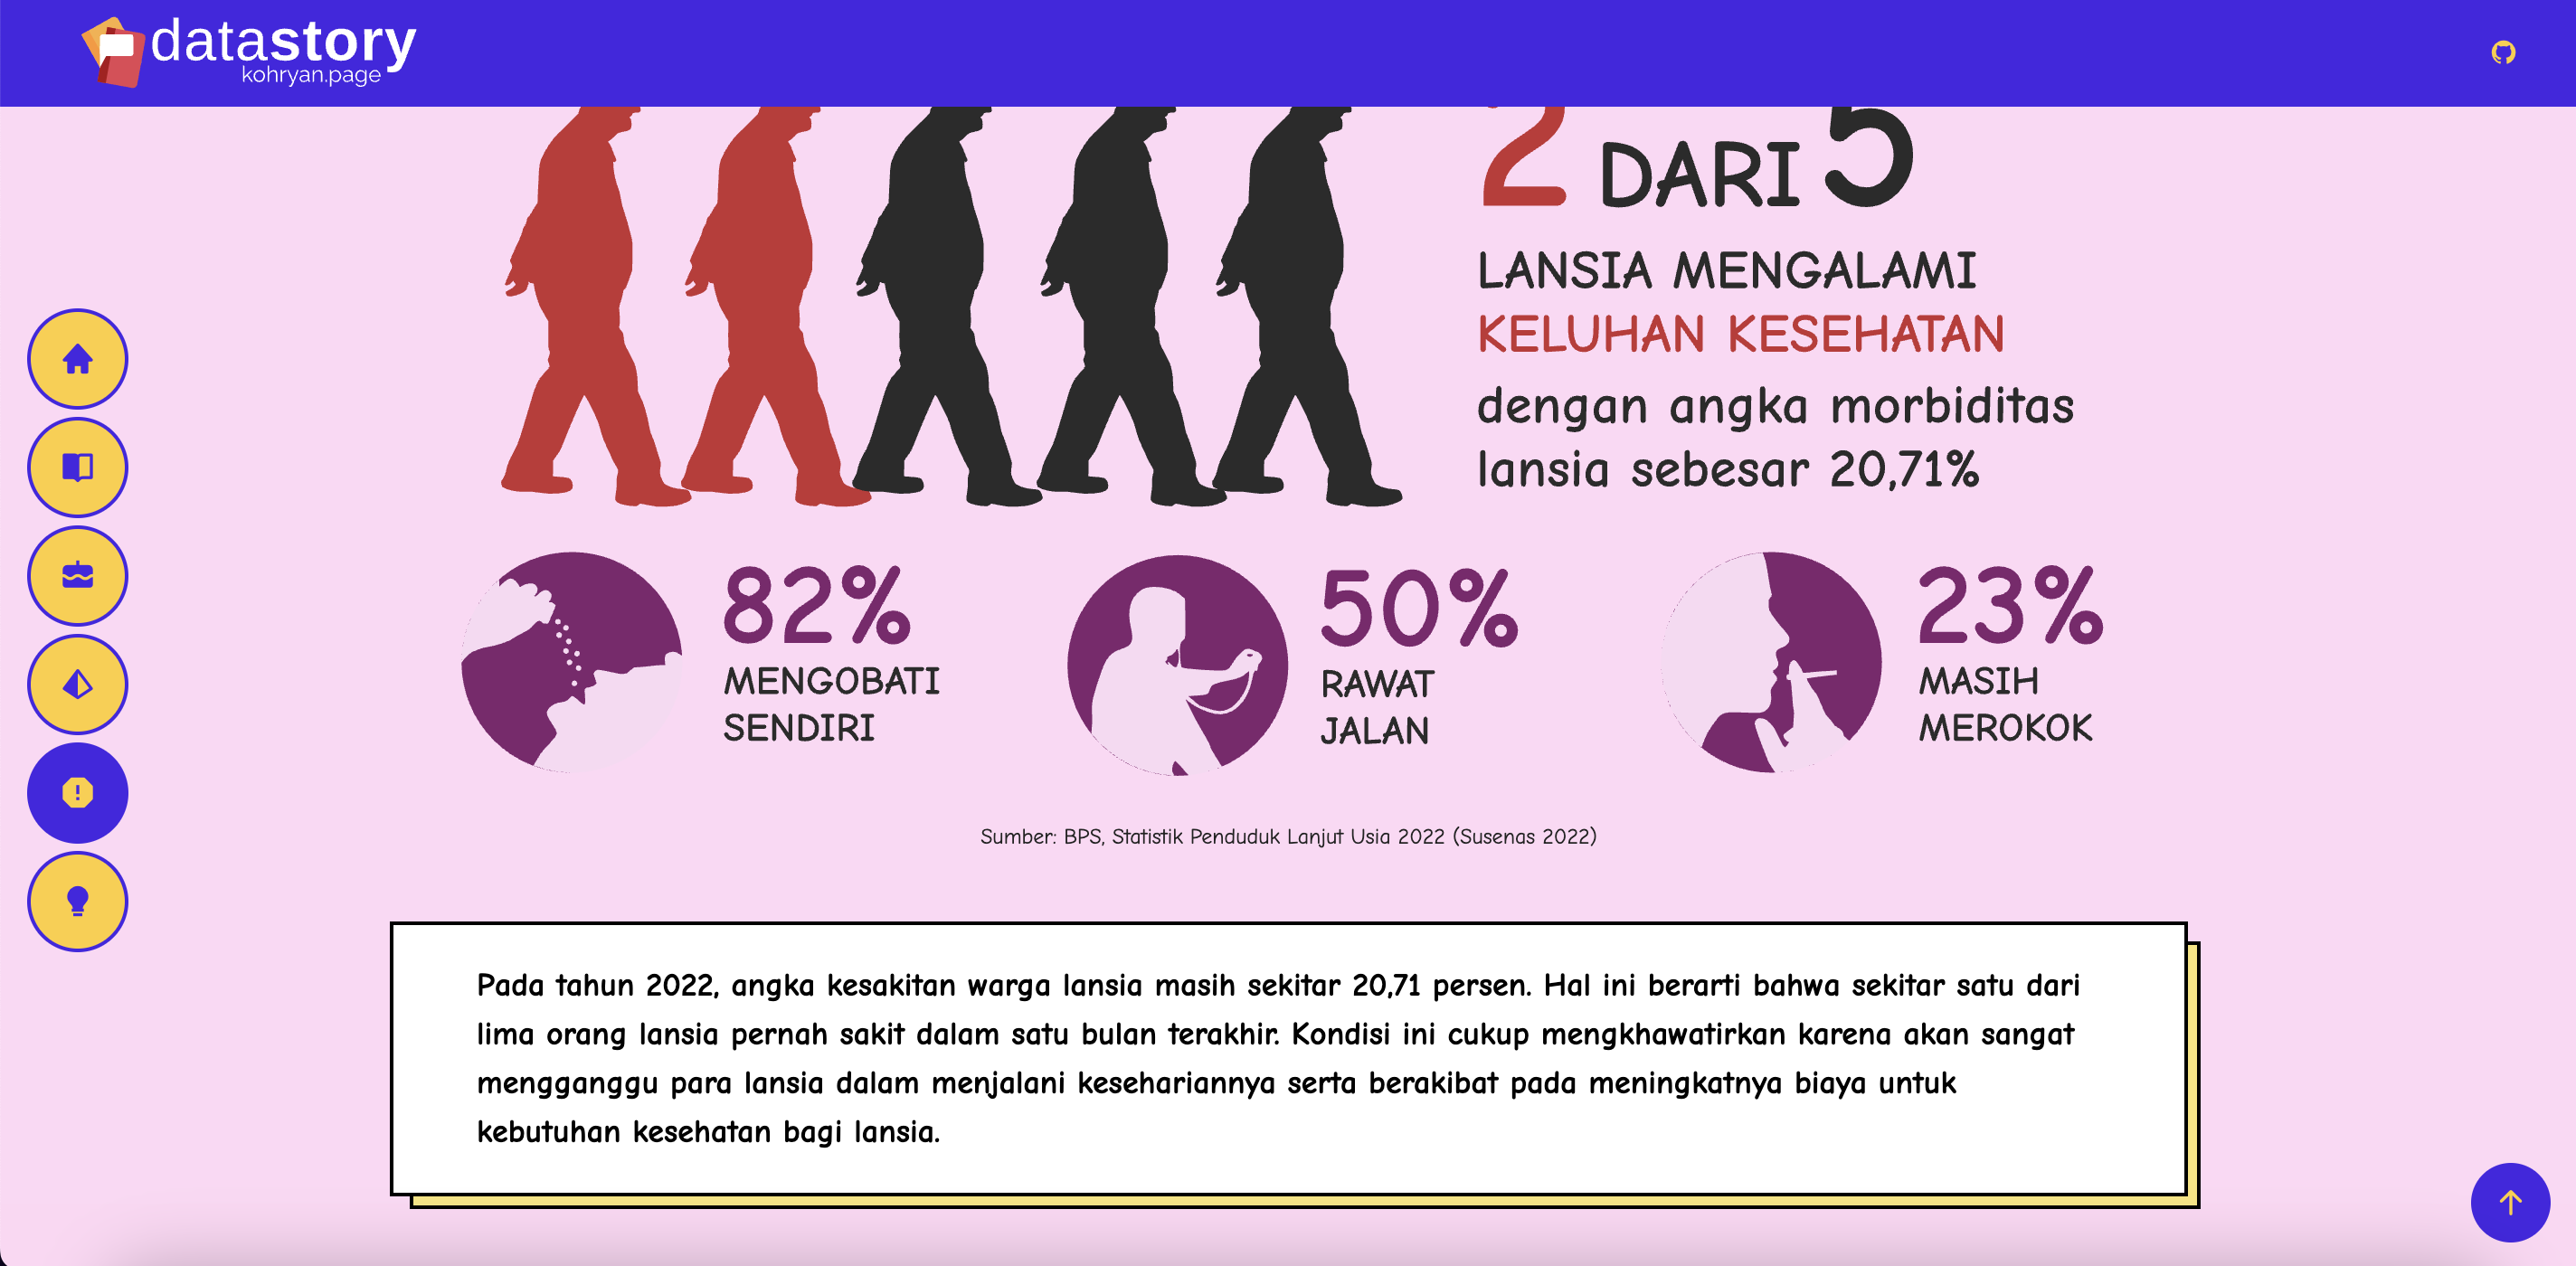 datastory
kohryan.page
2 DARI 5
LANSIA MENGALAMI
KELUHAN KESEHATAN
dengan angka morbiditas
lansia sebesar 20,71%
82%
MENGOBATI
SENDIRI
50%
RAWAT
JALAN
23%
MASIH
MEROKOK
Sumber: BPS, Statistik Penduduk Lanjut Usia 2022 (Susenas 2022)
Pada tahun 2022, angka kesakitan warga lansia masih sekitar 20,71 persen. Hal ini berarti bahwa sekitar satu dari
lima orang lansia pernah sakit dalam satu bulan terakhir. Kondisi ini cukup mengkhawatirkan karena akan sangat
mengganggu para lansia dalam menjalani kesehariannya serta berakibat pada meningkatnya biaya untuk
kebutuhan kesehatan bagi lansia.